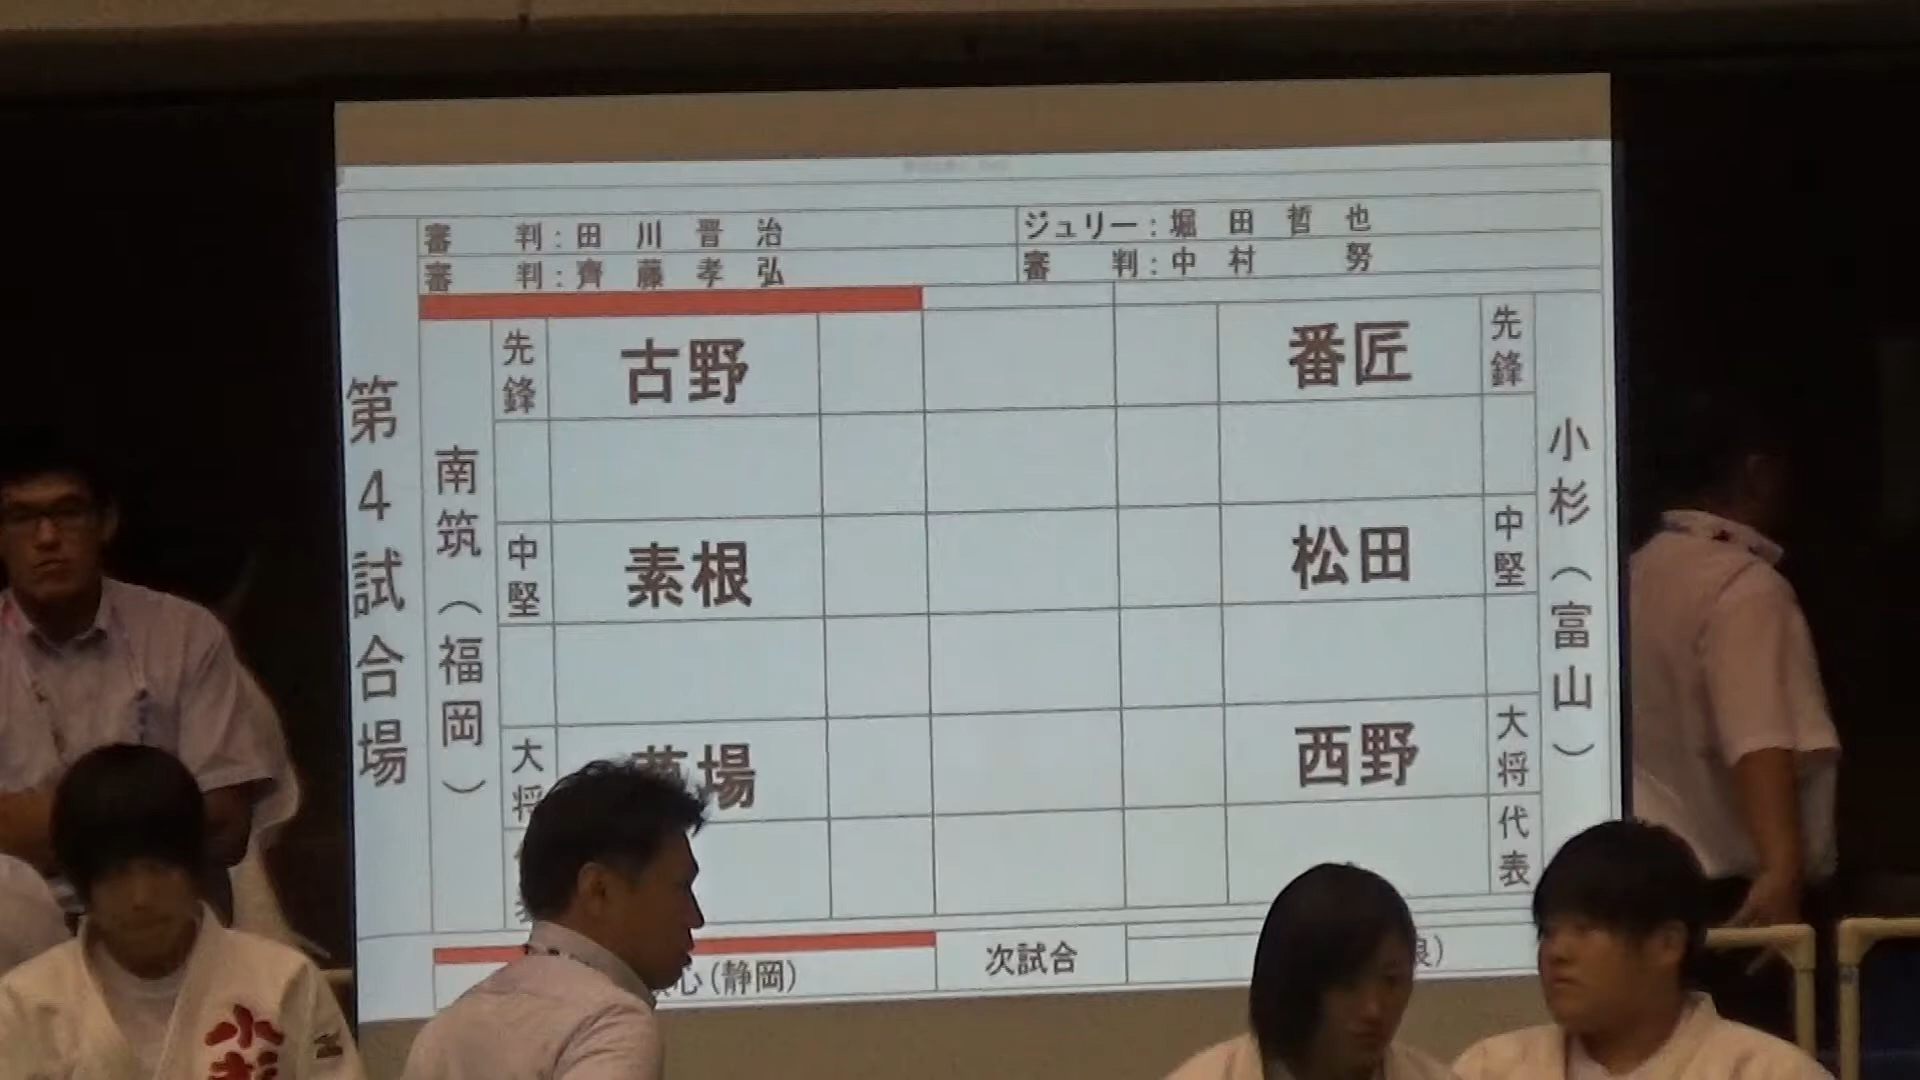 審　判：田川晋治
ジュリー：堀田哲也
審　判：齊藤孝弘
審　判：中村　努
第4試合場
南筑（福岡）
先鋒
古野
番匠
先鋒
小杉（富山）
中堅
素根
松田
中堅
大将
場
西野
大将
代表
心(静岡)
次試合
小杉